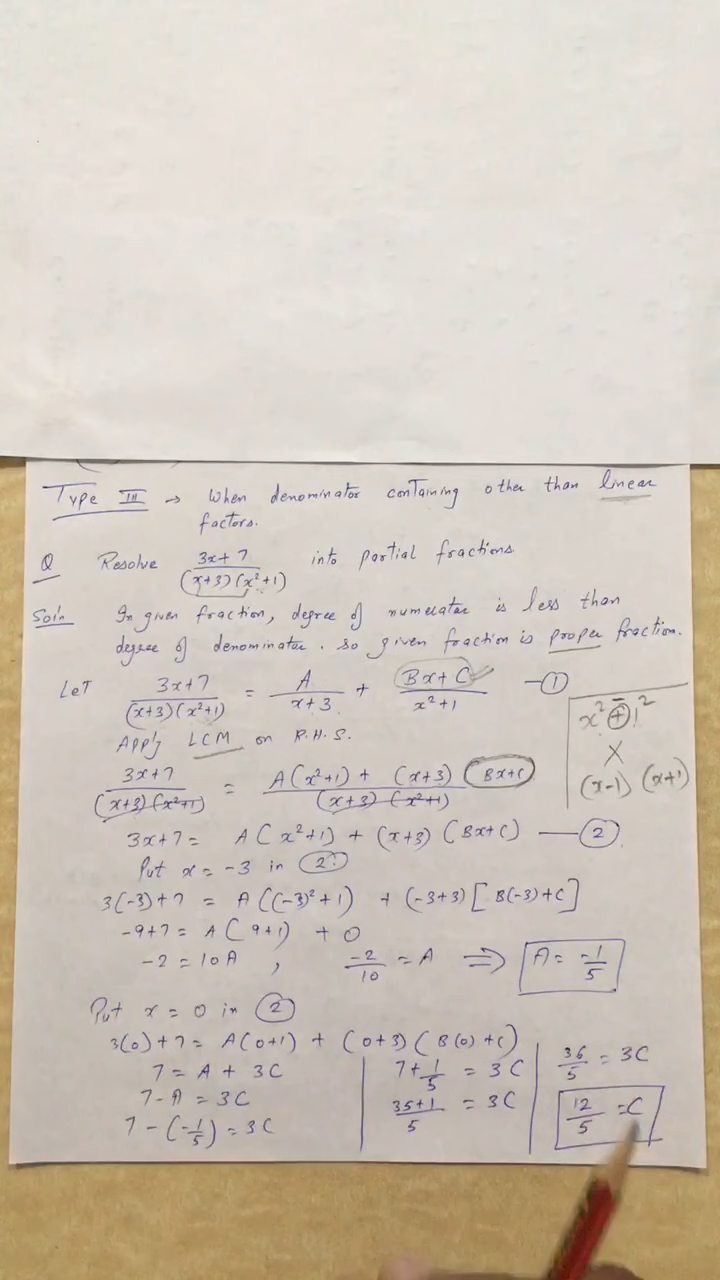 Type III → When denominator containing other than linear
factors.
Q Resolve (3x+7)/((x+3)(x²+1)) into partial fractions.
Sol'n In given fraction, degree of numerator is less than
degree of denominator. So given fraction is proper fraction.
Let (3x+7)/((x+3)(x²+1)) = A/(x+3) + (Bx+C)/(x²+1) — ①
Apply LCM on R.H.S.
(3x+7)/((x+3)(x²+1)) = (A(x²+1) + (x+3)(Bx+C))/((x+3)(x²+1))
x² + 1²
×
(x-1) (x+1)
3x+7 = A(x²+1) + (x+3)(Bx+C) — ②
Put x = -3 in ②
3(-3)+7 = A((-3)²+1) + (-3+3)[B(-3)+C]
-9+7 = A(9+1) + 0
-2 = 10A , -2/10 = A ⇒ A = -1/5
Put x = 0 in ②
3(0)+7 = A(0+1) + (0+3)(B(0)+C)
7 = A + 3C
7-A = 3C
7-(-1/5) = 3C
7+1/5 = 3C
(35+1)/5 = 3C
36/5 = 3C
12/5 = C